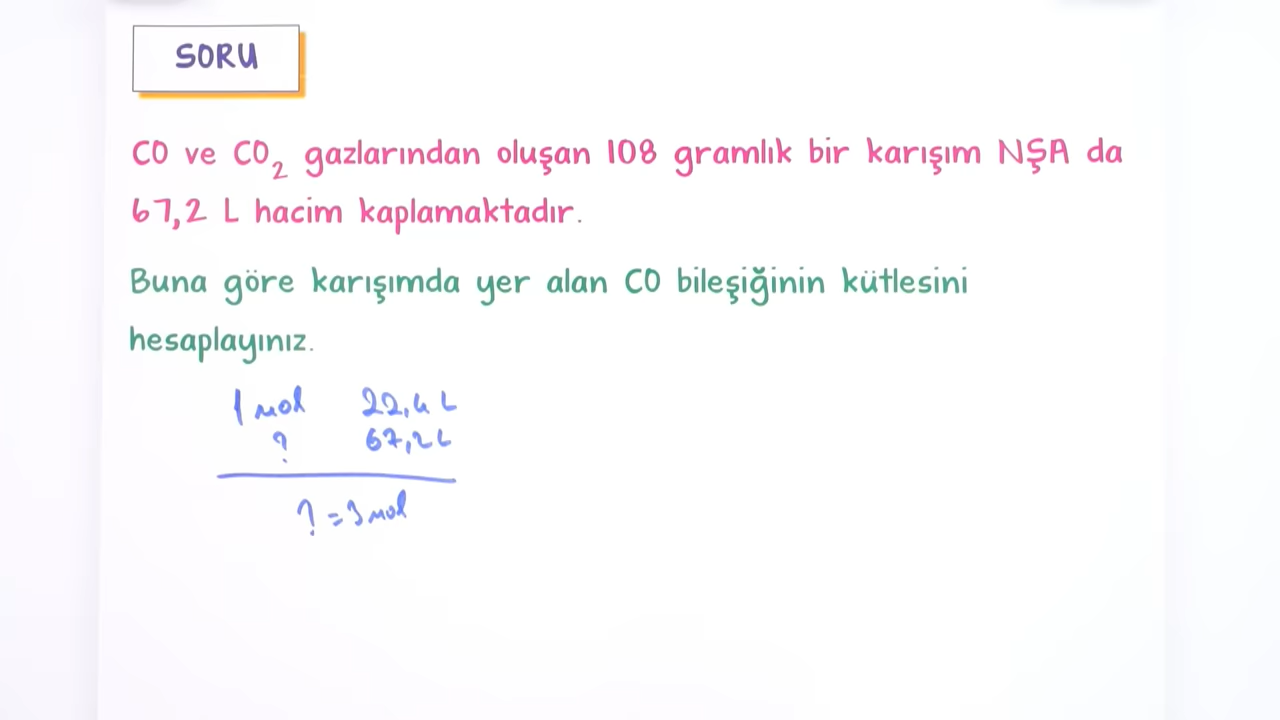 SORU
CO ve CO₂ gazlarından oluşan 108 gramlık bir karışım NŞA da
67,2 L hacim kaplamaktadır.
Buna göre karışımda yer alan CO bileşiğinin kütlesini
hesaplayınız.
1 mol 22,4 L
? 67,2 L
? = 3 mol